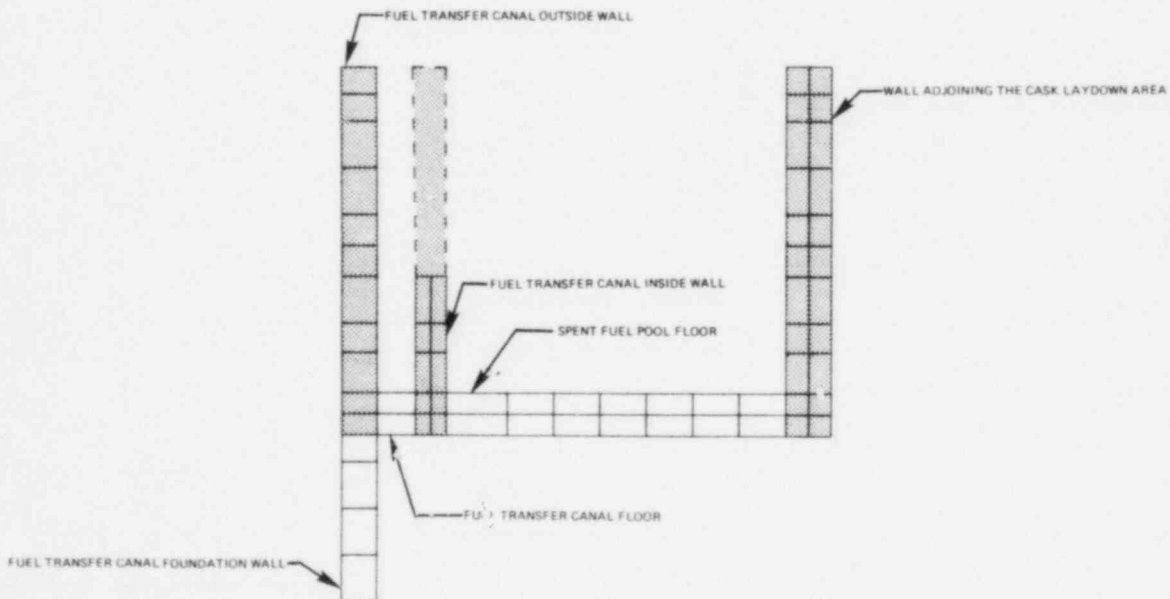 FUEL TRANSFER CANAL OUTSIDE WALL
WALL ADJOINING THE CASK LAYDOWN AREA
FUEL TRANSFER CANAL INSIDE WALL
SPENT FUEL POOL FLOOR
FUEL TRANSFER CANAL FLOOR
FUEL TRANSFER CANAL FOUNDATION WALL